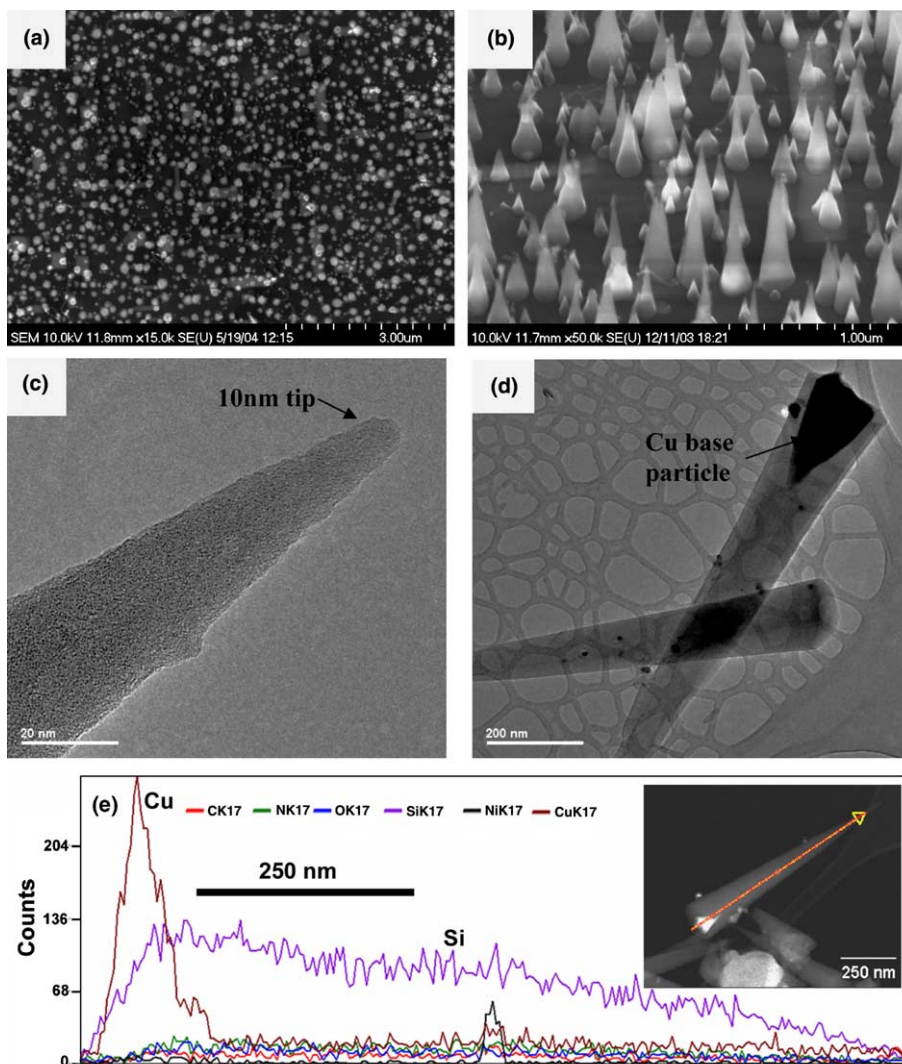 (a)
SEM 10.0kV 11.8mm x15.0k SE(U) 5/19/04 12:15 3.00um
(b)
10.0kV 11.7mm x50.0k SE(U) 12/11/03 18:21 1.00um
(c)
10nm tip
20 nm
(d)
Cu base
particle
200 nm
(e)
Cu
CK17 NK17 OK17 SiK17 NiK17 CuK17
204
250 nm
136
Counts
Si
68
0
250 nm